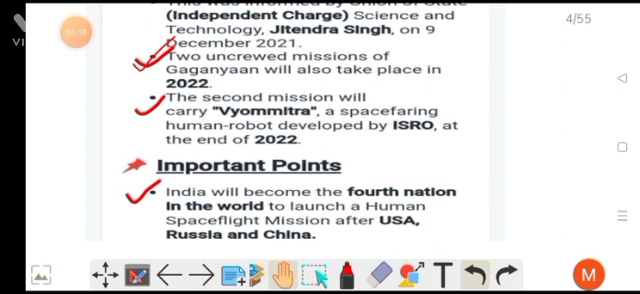 (Independent Charge) Science and
Technology, Jitendra Singh, on 9
December 2021.
Two uncrewed missions of
Gaganyaan will also take place in
2022.
The second mission will
carry "Vyommitra", a spacefaring
human-robot developed by ISRO, at
the end of 2022.
Important Points
India will become the fourth nation
in the world to launch a Human
Spaceflight Mission after USA,
Russia and China.
4/55
05:58
VI
T
M